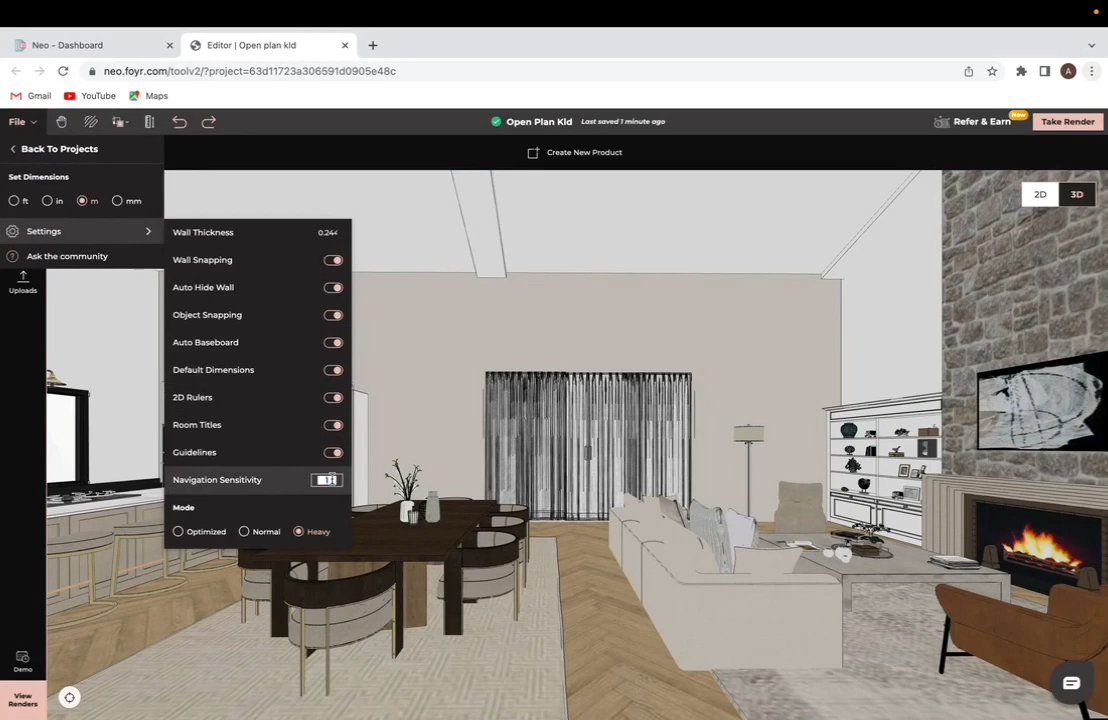 Neo - Dashboard
Editor | Open plan kld
neo.foyr.com/toolv2/?project=63d11723a306591d0905e48c
A
Gmail
YouTube
Maps
File
Open Plan Kld
Last saved 1 minute ago
Refer & Earn
New
Take Render
Back To Projects
Create New Product
Set Dimensions
ft
in
m
mm
2D
3D
Settings
Ask the community
Uploads
Wall Thickness
0.244
Wall Snapping
Auto Hide Wall
Object Snapping
Auto Baseboard
Default Dimensions
2D Rulers
Room Titles
Guidelines
Navigation Sensitivity
Mode
Optimized
Normal
Heavy
Demo
View
Renders